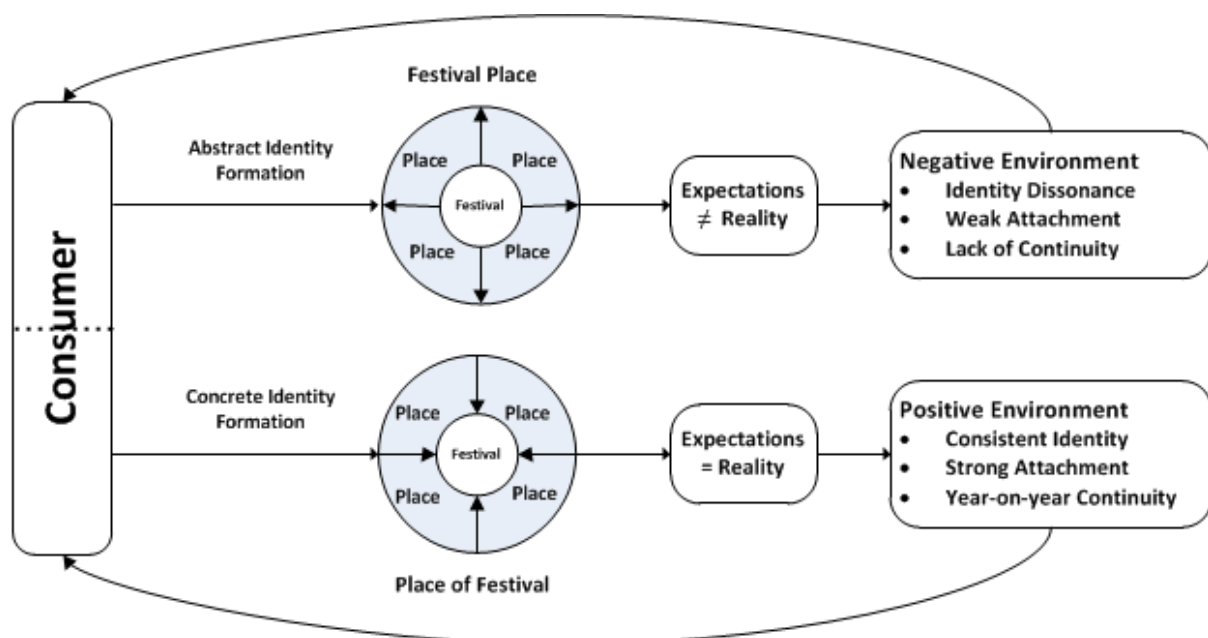 Festival Place
Abstract Identity
Formation
Place
Place
Festival
Place
Place
Expectations
≠ Reality
Negative Environment
• Identity Dissonance
• Weak Attachment
• Lack of Continuity
Consumer
Concrete Identity
Formation
Place
Place
Festival
Place
Place
Expectations
= Reality
Positive Environment
• Consistent Identity
• Strong Attachment
• Year-on-year Continuity
Place of Festival